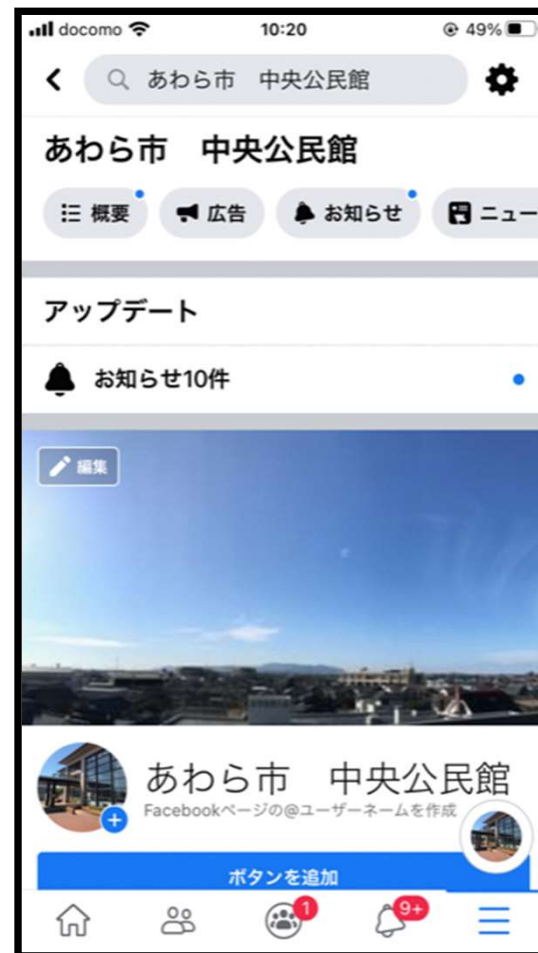 docomo 10:20 49%
あわら市　中央公民館
あわら市　中央公民館
概要 広告 お知らせ ニュー
アップデート
お知らせ10件
編集
あわら市　中央公民館
Facebookページの@ユーザーネームを作成
ボタンを追加
1 9+